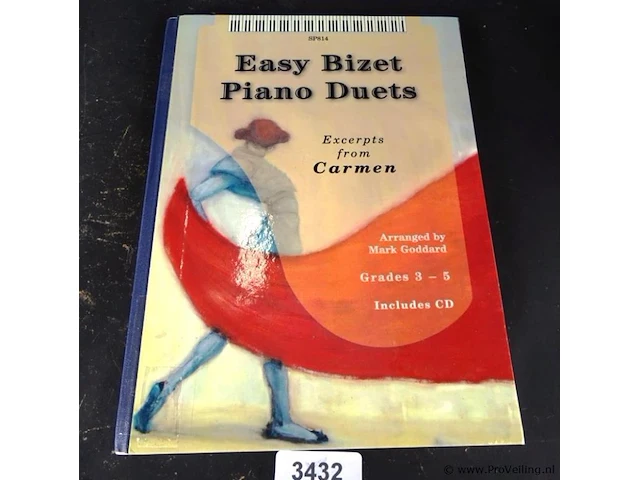 SP814
Easy Bizet
Piano Duets
Excerpts
from
Carmen
Arranged by
Mark Goddard
Grades 3 – 5
Includes CD
3432
© www.ProVeiling.nl